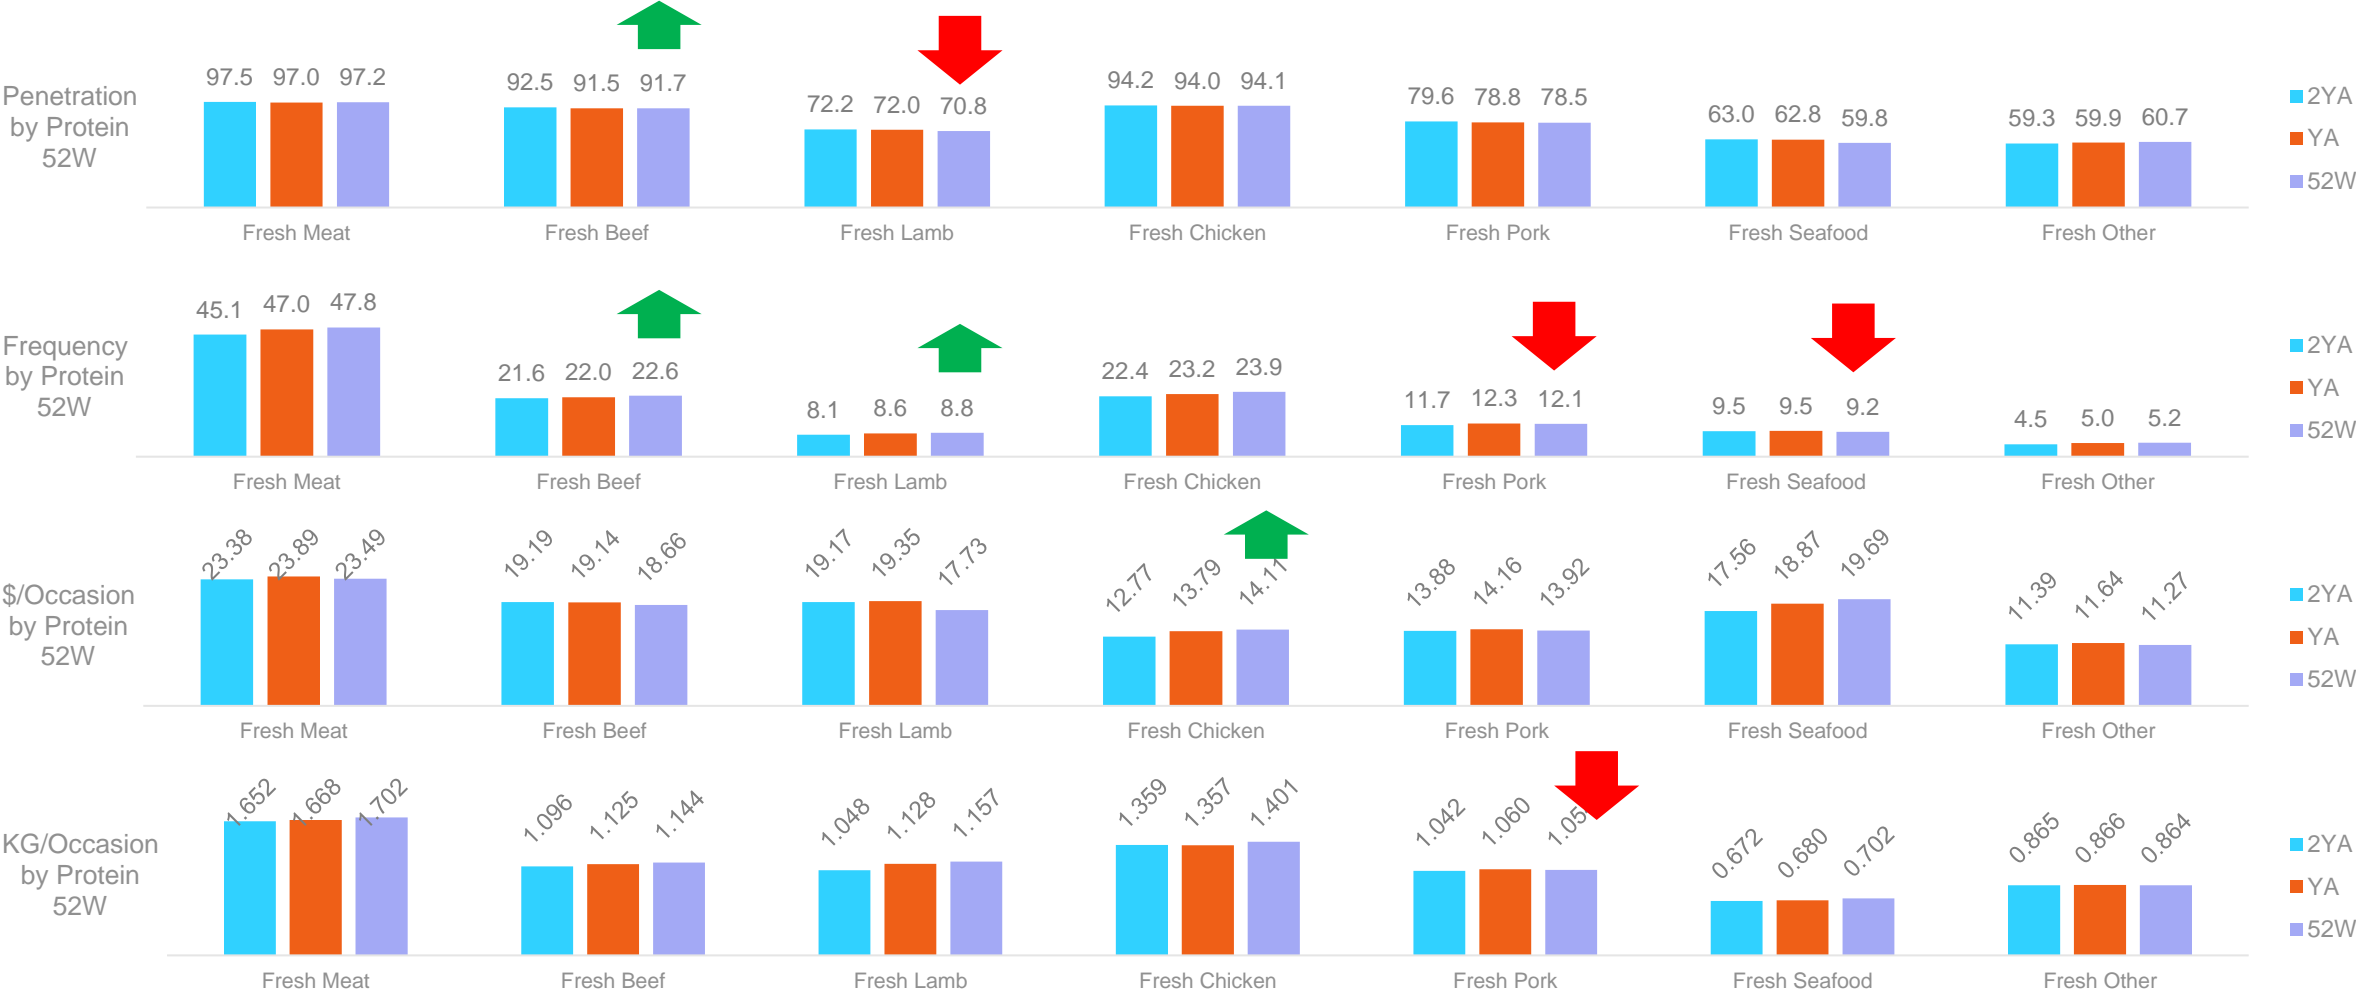 Penetration
by Protein
52W
97.5 97.0 97.2
92.5 91.5 91.7
72.2 72.0 70.8
94.2 94.0 94.1
79.6 78.8 78.5
63.0 62.8 59.8
59.3 59.9 60.7
Fresh Meat Fresh Beef Fresh Lamb Fresh Chicken Fresh Pork Fresh Seafood Fresh Other
2YA
YA
52W
Frequency
by Protein
52W
45.1 47.0 47.8
21.6 22.0 22.6
8.1 8.6 8.8
22.4 23.2 23.9
11.7 12.3 12.1
9.5 9.5 9.2
4.5 5.0 5.2
Fresh Meat Fresh Beef Fresh Lamb Fresh Chicken Fresh Pork Fresh Seafood Fresh Other
2YA
YA
52W
$/Occasion
by Protein
52W
23.38 23.89 23.49
19.19 19.14 18.66
19.17 19.35 17.73
12.77 13.79 14.11
13.88 14.16 13.92
17.56 18.87 19.69
11.39 11.64 11.27
Fresh Meat Fresh Beef Fresh Lamb Fresh Chicken Fresh Pork Fresh Seafood Fresh Other
2YA
YA
52W
KG/Occasion
by Protein
52W
1.652 1.668 1.702
1.096 1.125 1.144
1.048 1.128 1.157
1.359 1.357 1.401
1.042 1.060
0.672 0.680 0.702
0.865 0.866 0.864
Fresh Meat Fresh Beef Fresh Lamb Fresh Chicken Fresh Pork Fresh Seafood Fresh Other
2YA
YA
52W